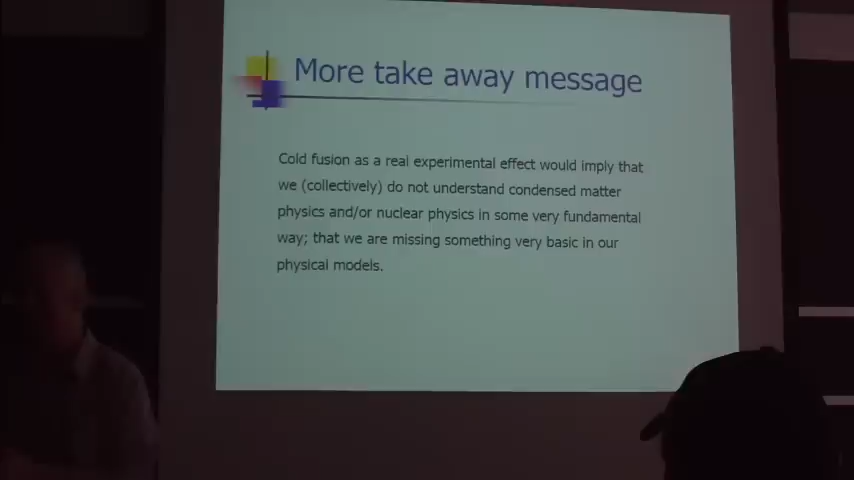 More take away message
Cold fusion as a real experimental effect would imply that
we (collectively) do not understand condensed matter
physics and/or nuclear physics in some very fundamental
way; that we are missing something very basic in our
physical models.